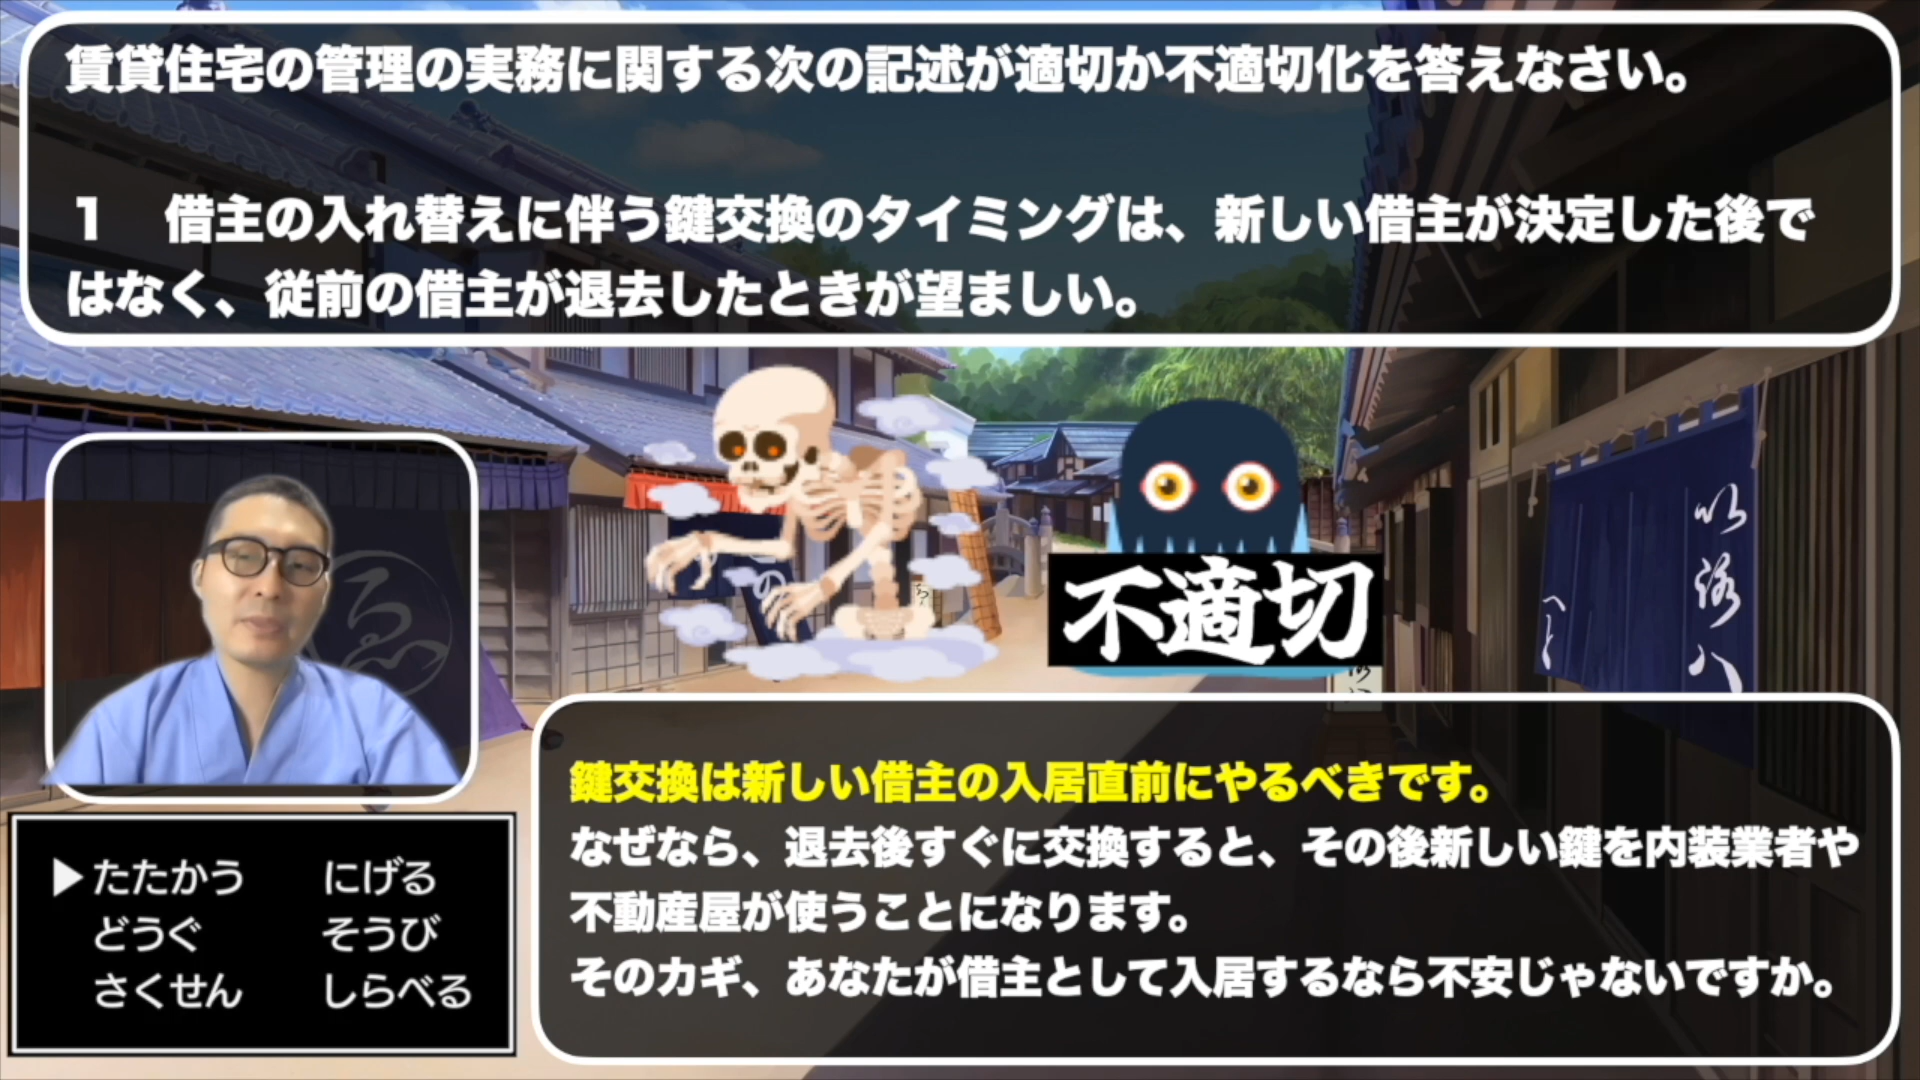 賃貸住宅の管理の実務に関する次の記述が適切か不適切化を答えなさい。
１　借主の入れ替えに伴う鍵交換のタイミングは、新しい借主が決定した後で
はなく、従前の借主が退去したときが望ましい。
不適切
鍵交換は新しい借主の入居直前にやるべきです。
なぜなら、退去後すぐに交換すると、その後新しい鍵を内装業者や
不動産屋が使うことになります。
そのカギ、あなたが借主として入居するなら不安じゃないですか。
▶たたかう　にげる
どうぐ　そうび
さくせん　しらべる